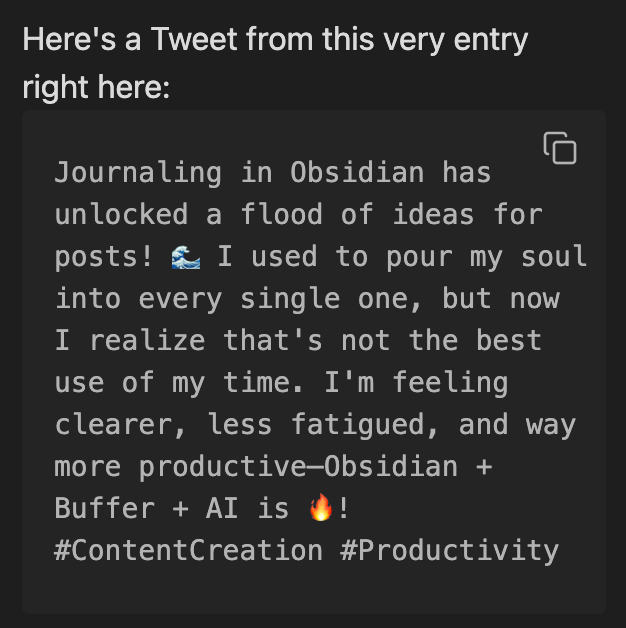 Here's a Tweet from this very entry
right here:
Journaling in Obsidian has
unlocked a flood of ideas for
posts! 🌊 I used to pour my soul
into every single one, but now
I realize that's not the best
use of my time. I'm feeling
clearer, less fatigued, and way
more productive—Obsidian +
Buffer + AI is 🔥!
#ContentCreation #Productivity